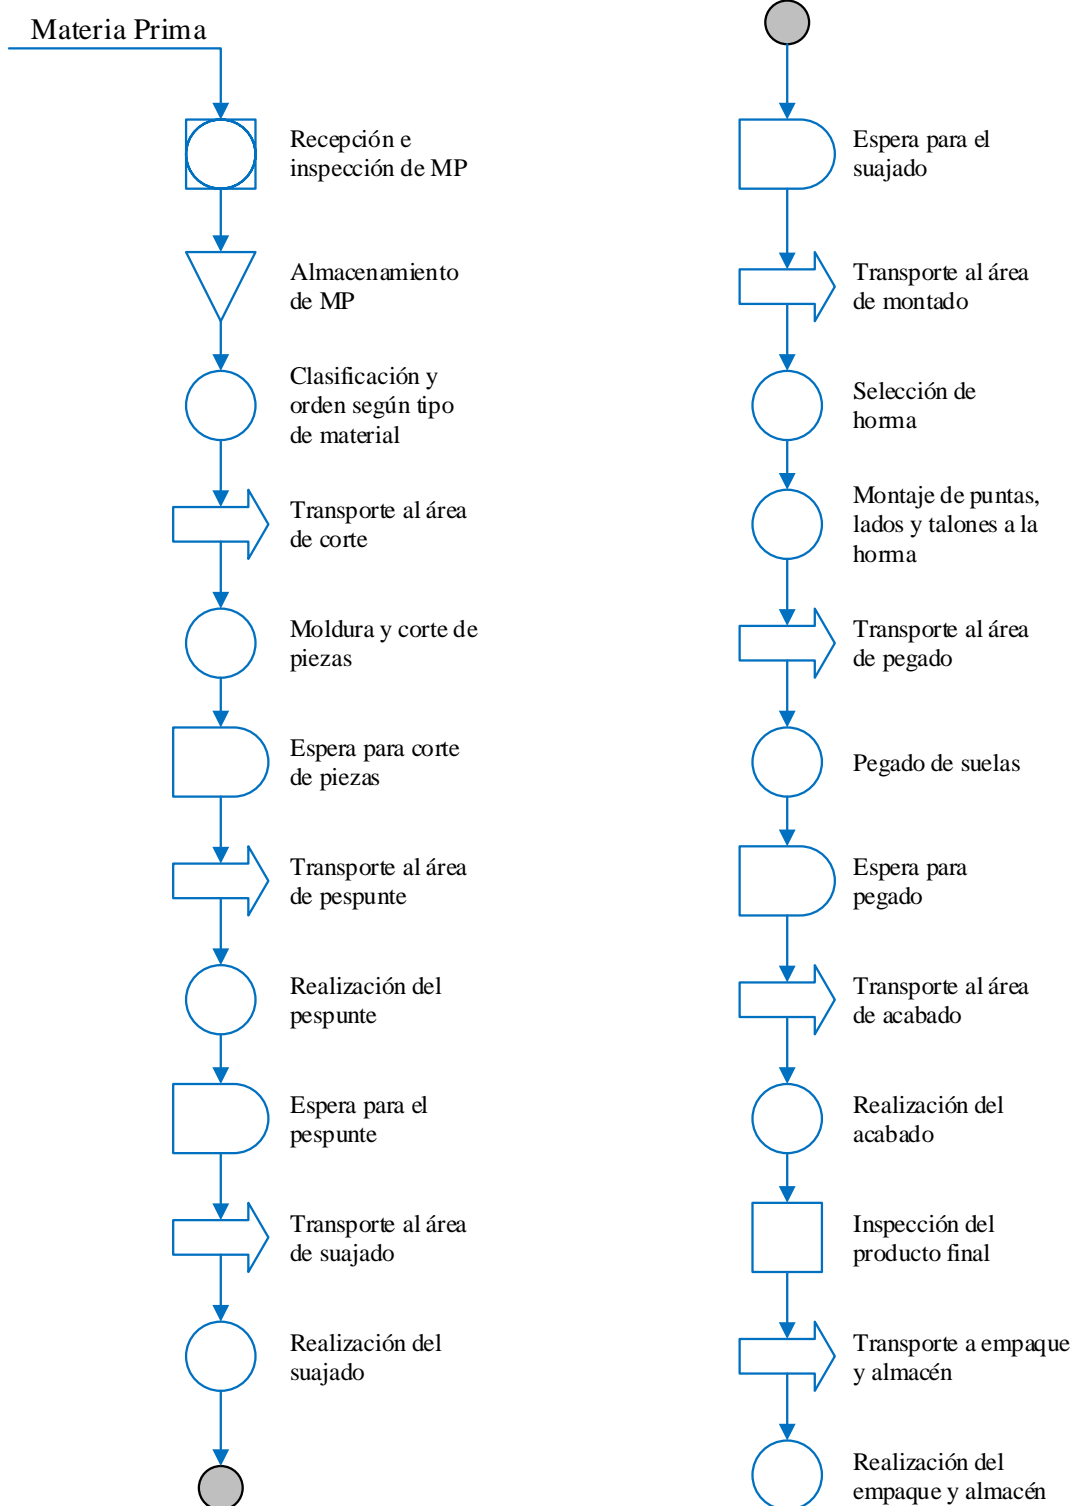 Materia Prima
Recepción e
inspección de MP
Almacenamiento
de MP
Clasificación y
orden según tipo
de material
Transporte al área
de corte
Moldura y corte de
piezas
Espera para corte
de piezas
Transporte al área
de pespunte
Realización del
pespunte
Espera para el
pespunte
Transporte al área
de suajado
Realización del
suajado
Espera para el
suajado
Transporte al área
de montado
Selección de
horma
Montaje de puntas,
lados y talones a la
horma
Transporte al área
de pegado
Pegado de suelas
Espera para
pegado
Transporte al área
de acabado
Realización del
acabado
Inspección del
producto final
Transporte a empaque
y almacén
Realización del
empaque y almacén